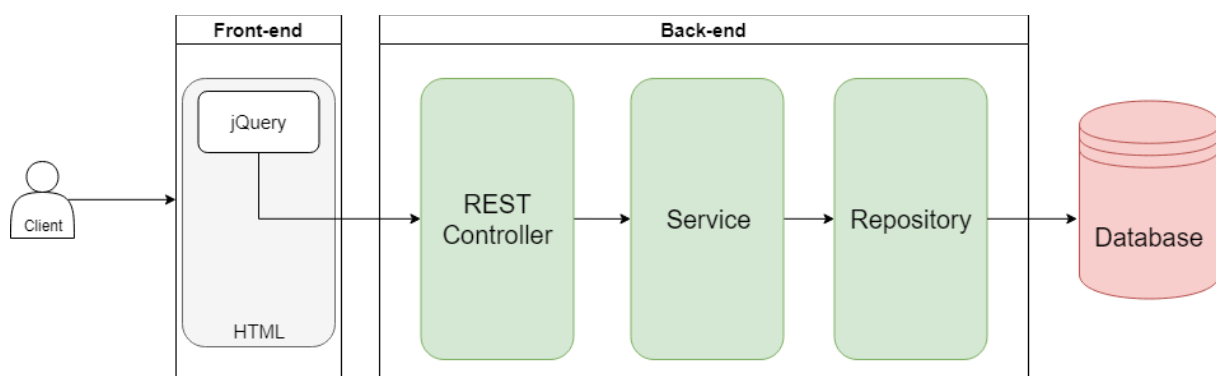 Front-end
Back-end
jQuery
Client
REST
Controller
Service
Repository
Database
HTML